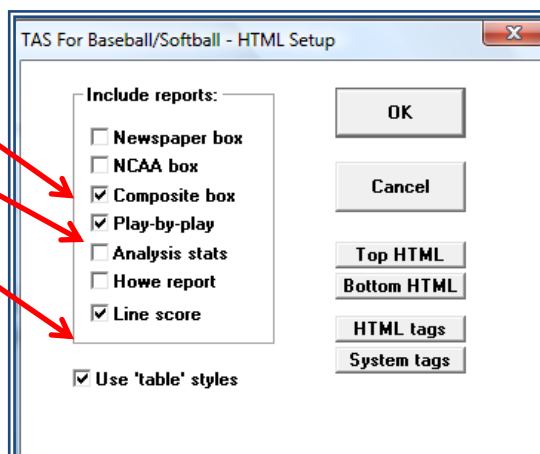 TAS For Baseball/Softball - HTML Setup
Include reports:
Newspaper box
NCAA box
Composite box
Play-by-play
Analysis stats
Howe report
Line score
Use 'table' styles
OK
Cancel
Top HTML
Bottom HTML
HTML tags
System tags